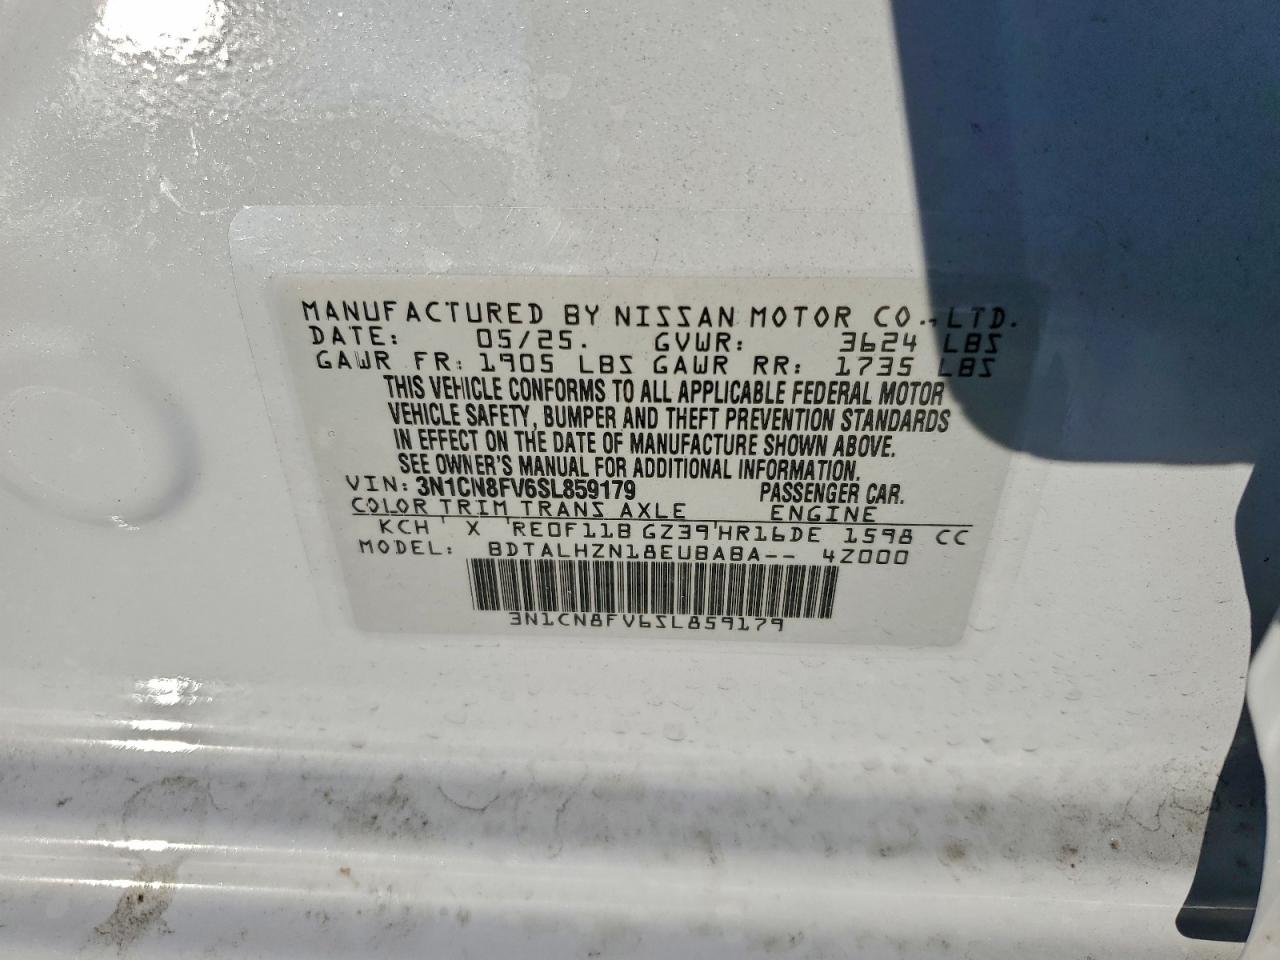 MANUFACTURED BY NISSAN MOTOR CO., LTD.
DATE: 05/25. GVWR: 3624 LBS
GAWR FR: 1905 LBS GAWR RR: 1735 LBS
THIS VEHICLE CONFORMS TO ALL APPLICABLE FEDERAL MOTOR
VEHICLE SAFETY, BUMPER AND THEFT PREVENTION STANDARDS
IN EFFECT ON THE DATE OF MANUFACTURE SHOWN ABOVE.
SEE OWNER'S MANUAL FOR ADDITIONAL INFORMATION.
VIN: 3N1CN8FV6SL859179 PASSENGER CAR.
COLOR TRIM TRANS AXLE ENGINE
KCH X RE0F11B GZ39 HR16DE 1598 CC
MODEL: BDTALHZN18EUBABA-- 4Z000
3N1CN8FV6SL859179